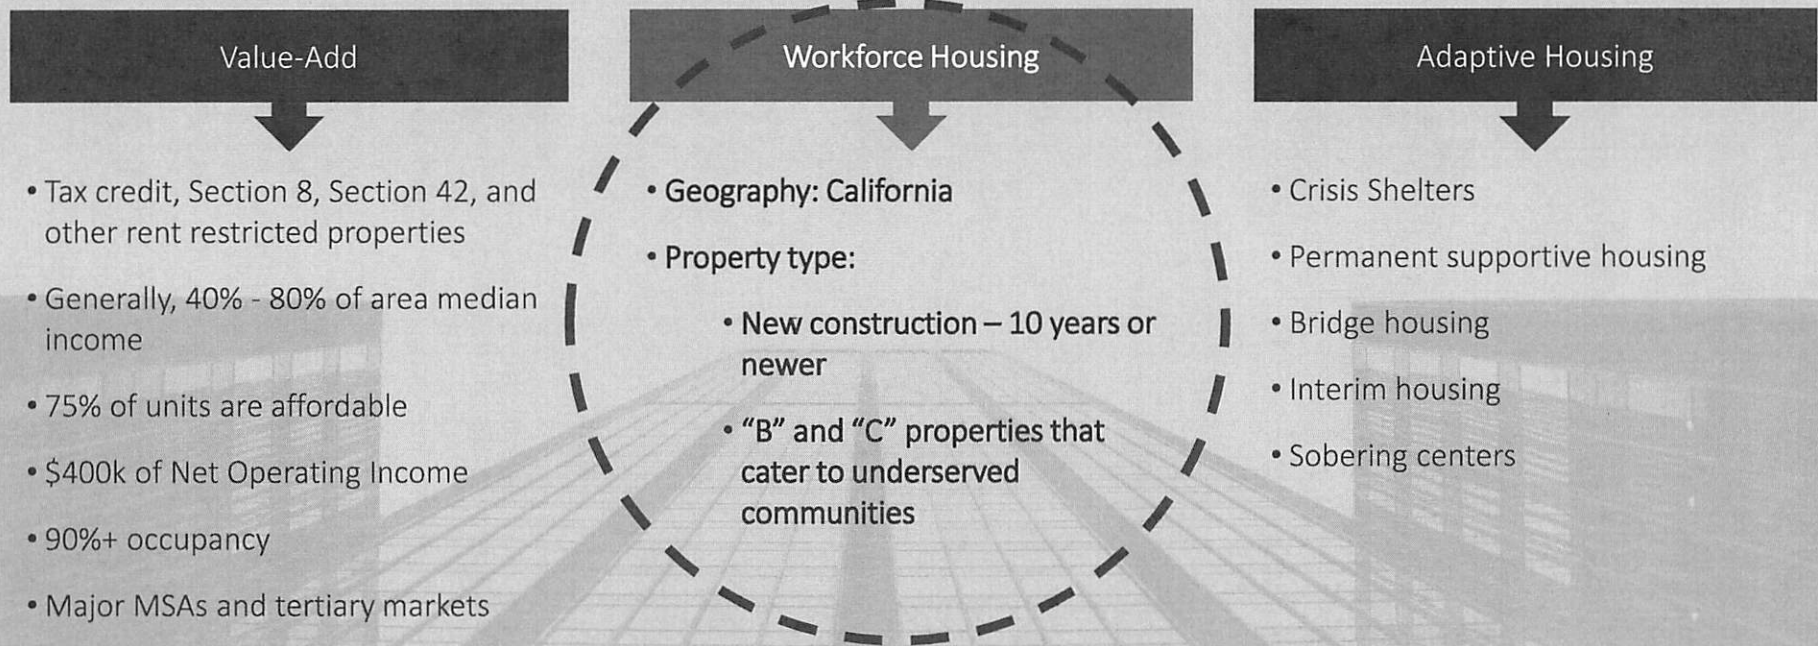 Value-Add
• Tax credit, Section 8, Section 42, and
other rent restricted properties
• Generally, 40% - 80% of area median
income
• 75% of units are affordable
• $400k of Net Operating Income
• 90%+ occupancy
• Major MSAs and tertiary markets
Workforce Housing
• Geography: California
• Property type:
• New construction – 10 years or
newer
• “B” and “C” properties that
cater to underserved
communities
Adaptive Housing
• Crisis Shelters
• Permanent supportive housing
• Bridge housing
• Interim housing
• Sobering centers